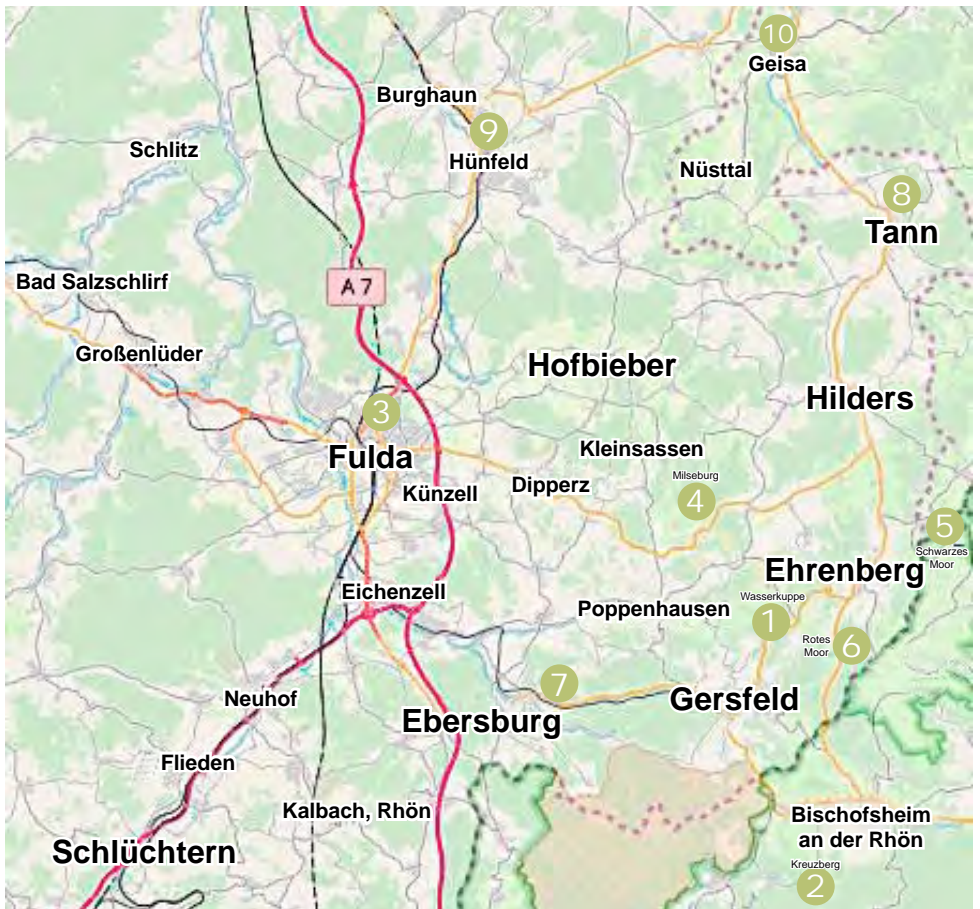 10
Geisa
Burghaun
9
Hünfeld
Schlitz
Nüsttal
8
Tann
Bad Salzschlirf
A 7
Großenlüder
Hofbieber
Hilders
3
Fulda
Kleinsassen
Milseburg
4
Künzell
Dipperz
5
Schwarzes
Moor
Ehrenberg
Eichenzell
Wasserkuppe
1
Poppenhausen
Rotes
Moor
6
7
Neuhof
Gersfeld
Ebersburg
Flieden
Kalbach, Rhön
Bischofsheim
an der Rhön
Schlüchtern
Kreuzberg
2